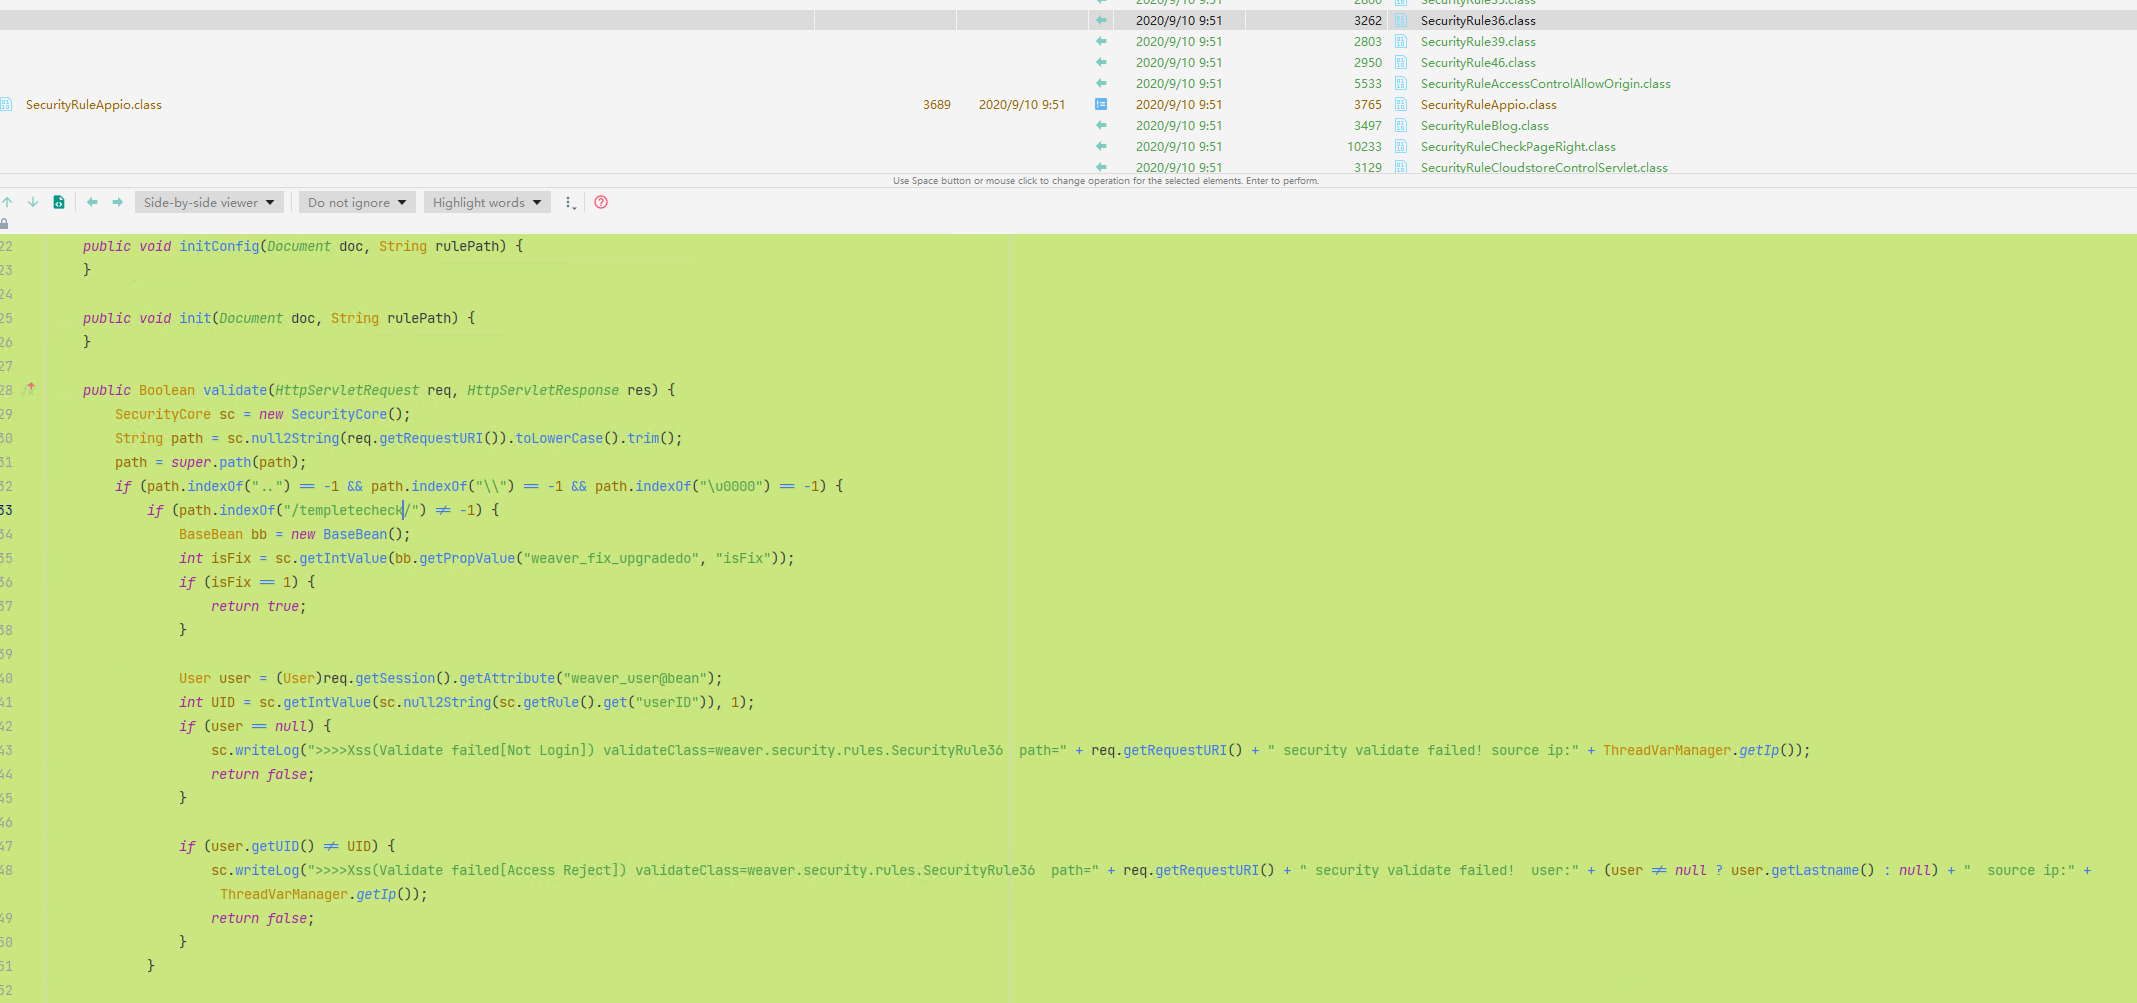 2020/9/10 9:51 2800 SecurityRule35.class
2020/9/10 9:51 3262 SecurityRule36.class
2020/9/10 9:51 2803 SecurityRule39.class
2020/9/10 9:51 2950 SecurityRule46.class
2020/9/10 9:51 5533 SecurityRuleAccessControlAllowOrigin.class
SecurityRuleAppio.class 3689 2020/9/10 9:51 2020/9/10 9:51 3765 SecurityRuleAppio.class
2020/9/10 9:51 3497 SecurityRuleBlog.class
2020/9/10 9:51 10233 SecurityRuleCheckPageRight.class
2020/9/10 9:51 3129 SecurityRuleCloudstoreControlServlet.class
Use Space button or mouse click to change operation for the selected elements. Enter to perform.
Side-by-side viewer Do not ignore Highlight words
22 public void initConfig(Document doc, String rulePath) {
23 }
24
25 public void init(Document doc, String rulePath) {
26 }
27
28 public Boolean validate(HttpServletRequest req, HttpServletResponse res) {
29 SecurityCore sc = new SecurityCore();
30 String path = sc.null2String(req.getRequestURI()).toLowerCase().trim();
31 path = super.path(path);
32 if (path.indexOf("..") == -1 && path.indexOf("\\") == -1 && path.indexOf("\u0000") == -1) {
33 if (path.indexOf("/templetecheck/") != -1) {
34 BaseBean bb = new BaseBean();
35 int isFix = sc.getIntValue(bb.getPropValue("weaver_fix_upgradedo", "isFix"));
36 if (isFix == 1) {
37 return true;
38 }
39
40 User user = (User)req.getSession().getAttribute("weaver_user@bean");
41 int UID = sc.getIntValue(sc.null2String(sc.getRule().get("userID")), 1);
42 if (user == null) {
43 sc.writeLog(">>>>Xss(Validate failed[Not Login]) validateClass=weaver.security.rules.SecurityRule36  path=" + req.getRequestURI() + " security validate failed! source ip:" + ThreadVarManager.getIp());
44 return false;
45 }
46
47 if (user.getUID() != UID) {
48 sc.writeLog(">>>>Xss(Validate failed[Access Reject]) validateClass=weaver.security.rules.SecurityRule36  path=" + req.getRequestURI() + " security validate failed!  user:" + (user != null ? user.getLastname() : null) + "  source ip:" +
ThreadVarManager.getIp());
49 return false;
50 }
51 }
52